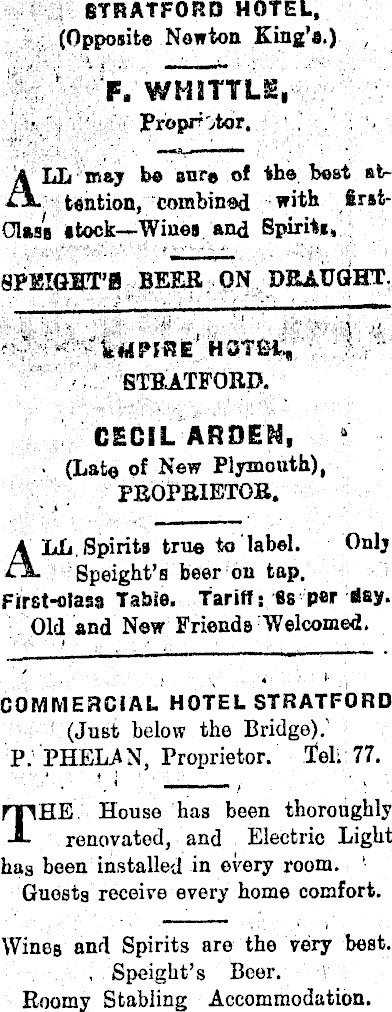 STRATFORD HOTEL,
(Opposite Newton King's.)
F. WHITTLE,
Proprietor.
ALL may be sure of the best at-
tention, combined with first-
Class stock—Wines and Spirits,
SPEIGHT'S BEER ON DRAUGHT.
EMPIRE HOTEL,
STRATFORD.
CECIL ARDEN,
(Late of New Plymouth),
PROPRIETOR.
ALL Spirits true to label. Only
Speight's beer on tap.
First-class Table. Tariff: per day.
Old and New Friends Welcomed.
COMMERCIAL HOTEL STRATFORD
(Just below the Bridge).
P. PHELAN, Proprietor. Tel. 77.
THE House has been thoroughly
renovated, and Electric Light
has been installed in every room.
Guests receive every home comfort.
Wines and Spirits are the very best.
Speight's Beer.
Roomy Stabling Accommodation.